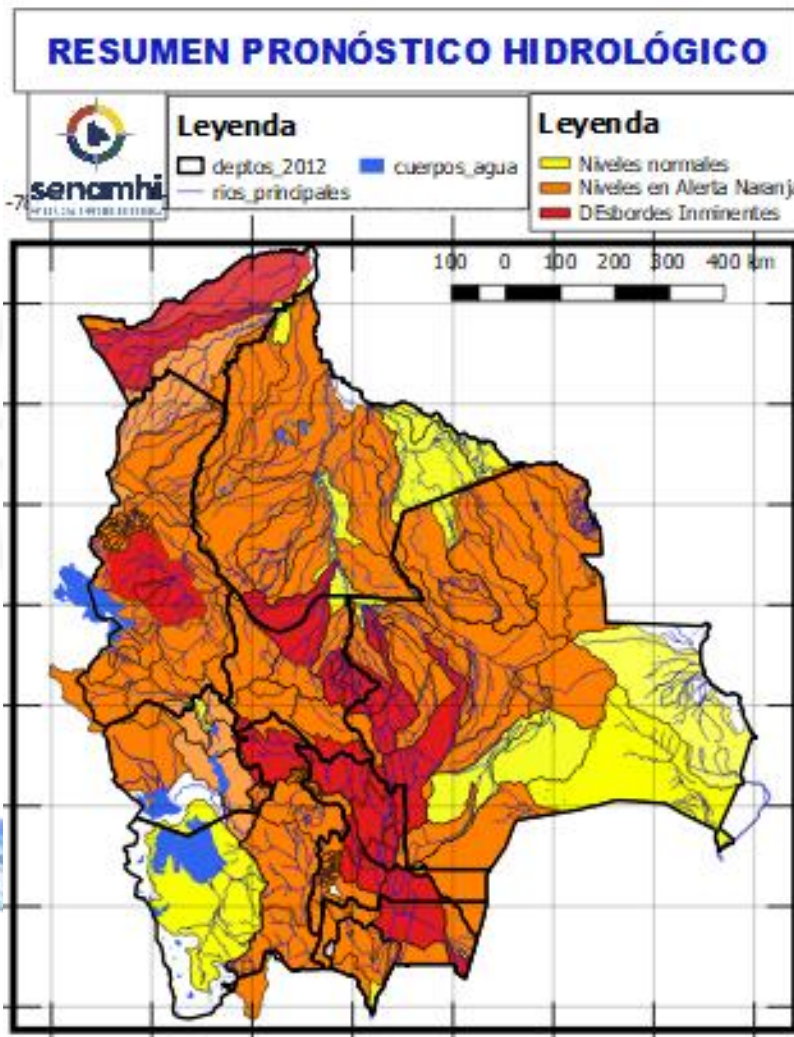 RESUMEN PRONÓSTICO HIDROLÓGICO
senamhi
Leyenda
deptos_2012
cuerpos_agua
rios_principales
Leyenda
Niveles normales
Niveles en Alerta Naranja
DEsbordes Inminentes
100 0 100 200 300 400 km